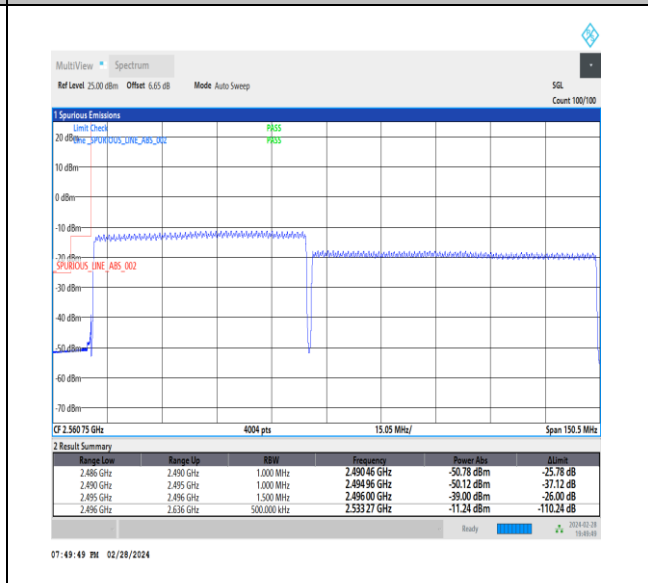 MultiView Spectrum
Ref Level 25.00 dBm Offset 6.65 dB Mode Auto Sweep SGL
Count 100/100
1 Spurious Emissions
Limit Check PASS
Line _SPURIOUS_LINE_ABS_002 PASS
20 dBm
10 dBm
0 dBm
-10 dBm
-20 dBm
_SPURIOUS_LINE_ABS_002
-30 dBm
-40 dBm
-50 dBm
-60 dBm
-70 dBm
CF 2.560 75 GHz 4004 pts 15.05 MHz/ Span 150.5 MHz
2 Result Summary
Range Low Range Up RBW Frequency Power Abs ΔLimit
2.486 GHz 2.490 GHz 1.000 MHz 2.490 46 GHz -50.78 dBm -25.78 dB
2.490 GHz 2.495 GHz 1.000 MHz 2.494 96 GHz -50.12 dBm -37.12 dB
2.495 GHz 2.496 GHz 1.500 MHz 2.496 00 GHz -39.00 dBm -26.00 dB
2.496 GHz 2.636 GHz 500.000 kHz 2.533 27 GHz -11.24 dBm -110.24 dB
Ready 2024-02-28
19:49:49
07:49:49 PM 02/28/2024